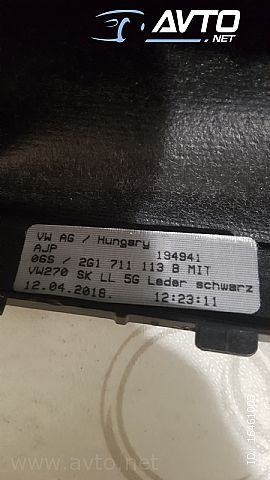 AVTO
.NET
VW AG / Hungary
AJP 194941
06S / 2G1 711 113 B MIT
VW270 SK LL 5G Leder schwarz
12.04.2018. 12:23:11
www.avto.net